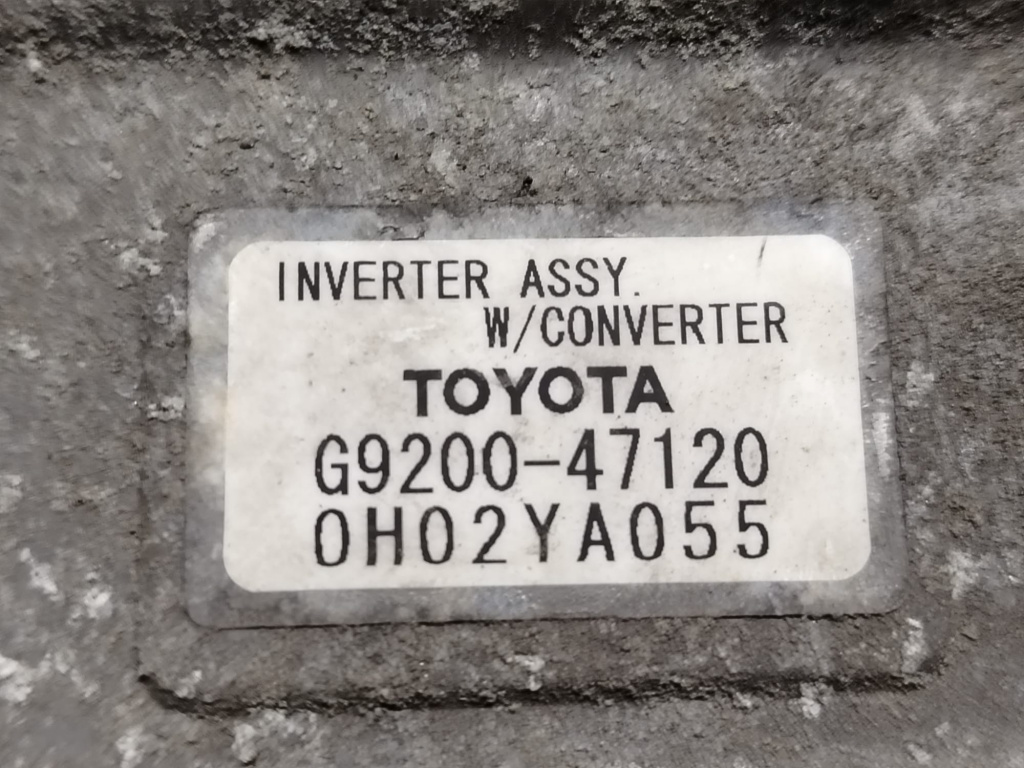 INVERTER ASSY.
W/CONVERTER
TOYOTA
G9200-47120
0H02YA055